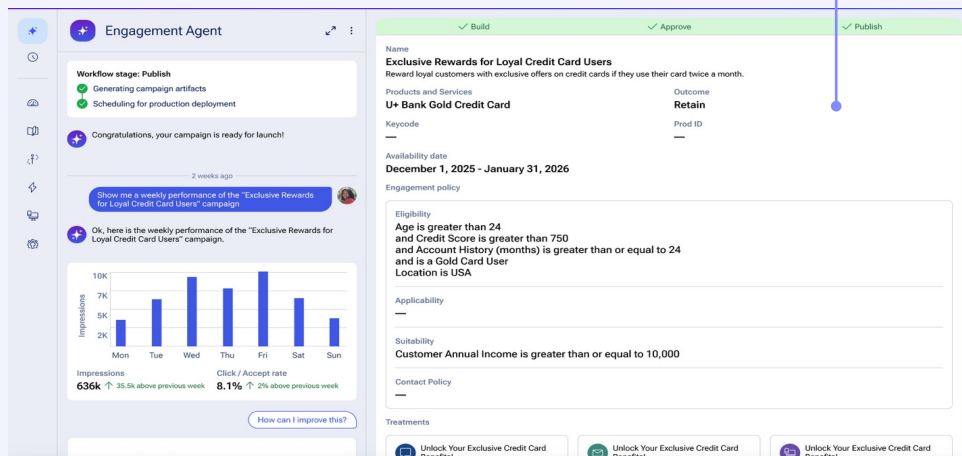 Engagement Agent
Workflow stage: Publish
Generating campaign artifacts
Scheduling for production deployment
Congratulations, your campaign is ready for launch!
2 weeks ago
Show me a weekly performance of the "Exclusive Rewards
for Loyal Credit Card Users" campaign
Ok, here is the weekly performance of the "Exclusive Rewards for
Loyal Credit Card Users" campaign.
Impressions
10K
7K
5K
2K
Mon Tue Wed Thu Fri Sat Sun
Impressions
636k ↑ 35.5k above previous week
Click / Accept rate
8.1% ↑ 2% above previous week
How can I improve this?
Build
Approve
Publish
Name
Exclusive Rewards for Loyal Credit Card Users
Reward loyal customers with exclusive offers on credit cards if they use their card twice a month.
Products and Services
U+ Bank Gold Credit Card
Outcome
Retain
Keycode
—
Prod ID
—
Availability date
December 1, 2025 - January 31, 2026
Engagement policy
Eligibility
Age is greater than 24
and Credit Score is greater than 750
and Account History (months) is greater than or equal to 24
and is a Gold Card User
Location is USA
Applicability
—
Suitability
Customer Annual Income is greater than or equal to 10,000
Contact Policy
—
Treatments
Unlock Your Exclusive Credit Card
Benefits!
Unlock Your Exclusive Credit Card
Benefits!
Unlock Your Exclusive Credit Card
Benefits!